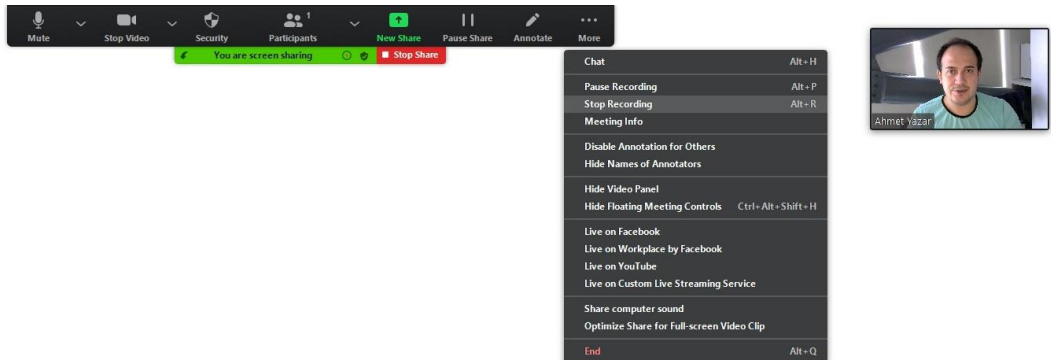 1
Mute Stop Video Security Participants New Share Pause Share Annotate More
You are screen sharing Stop Share
Chat Alt+H
Pause Recording Alt+P
Stop Recording Alt+R
Meeting Info
Disable Annotation for Others
Hide Names of Annotators
Hide Video Panel
Hide Floating Meeting Controls Ctrl+Alt+Shift+H
Live on Facebook
Live on Workplace by Facebook
Live on YouTube
Live on Custom Live Streaming Service
Share computer sound
Optimize Share for Full-screen Video Clip
End Alt+Q
Ahmet Yazar